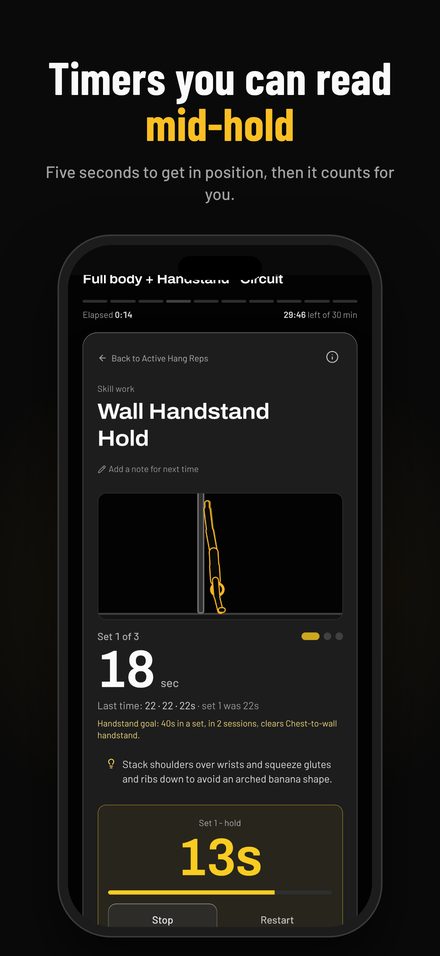 Timers you can read
mid-hold
Five seconds to get in position, then it counts for
you.
Full body + Handstand Circuit
Elapsed 0:14
29:46 left of 30 min
Back to Active Hang Reps
Skill work
Wall Handstand
Hold
Add a note for next time
Set 1 of 3
18 sec
Last time: 22 · 22 · 22s · set 1 was 22s
Handstand goal: 40s in a set, in 2 sessions, clears Chest-to-wall
handstand.
Stack shoulders over wrists and squeeze glutes
and ribs down to avoid an arched banana shape.
Set 1 - hold
13s
Stop
Restart